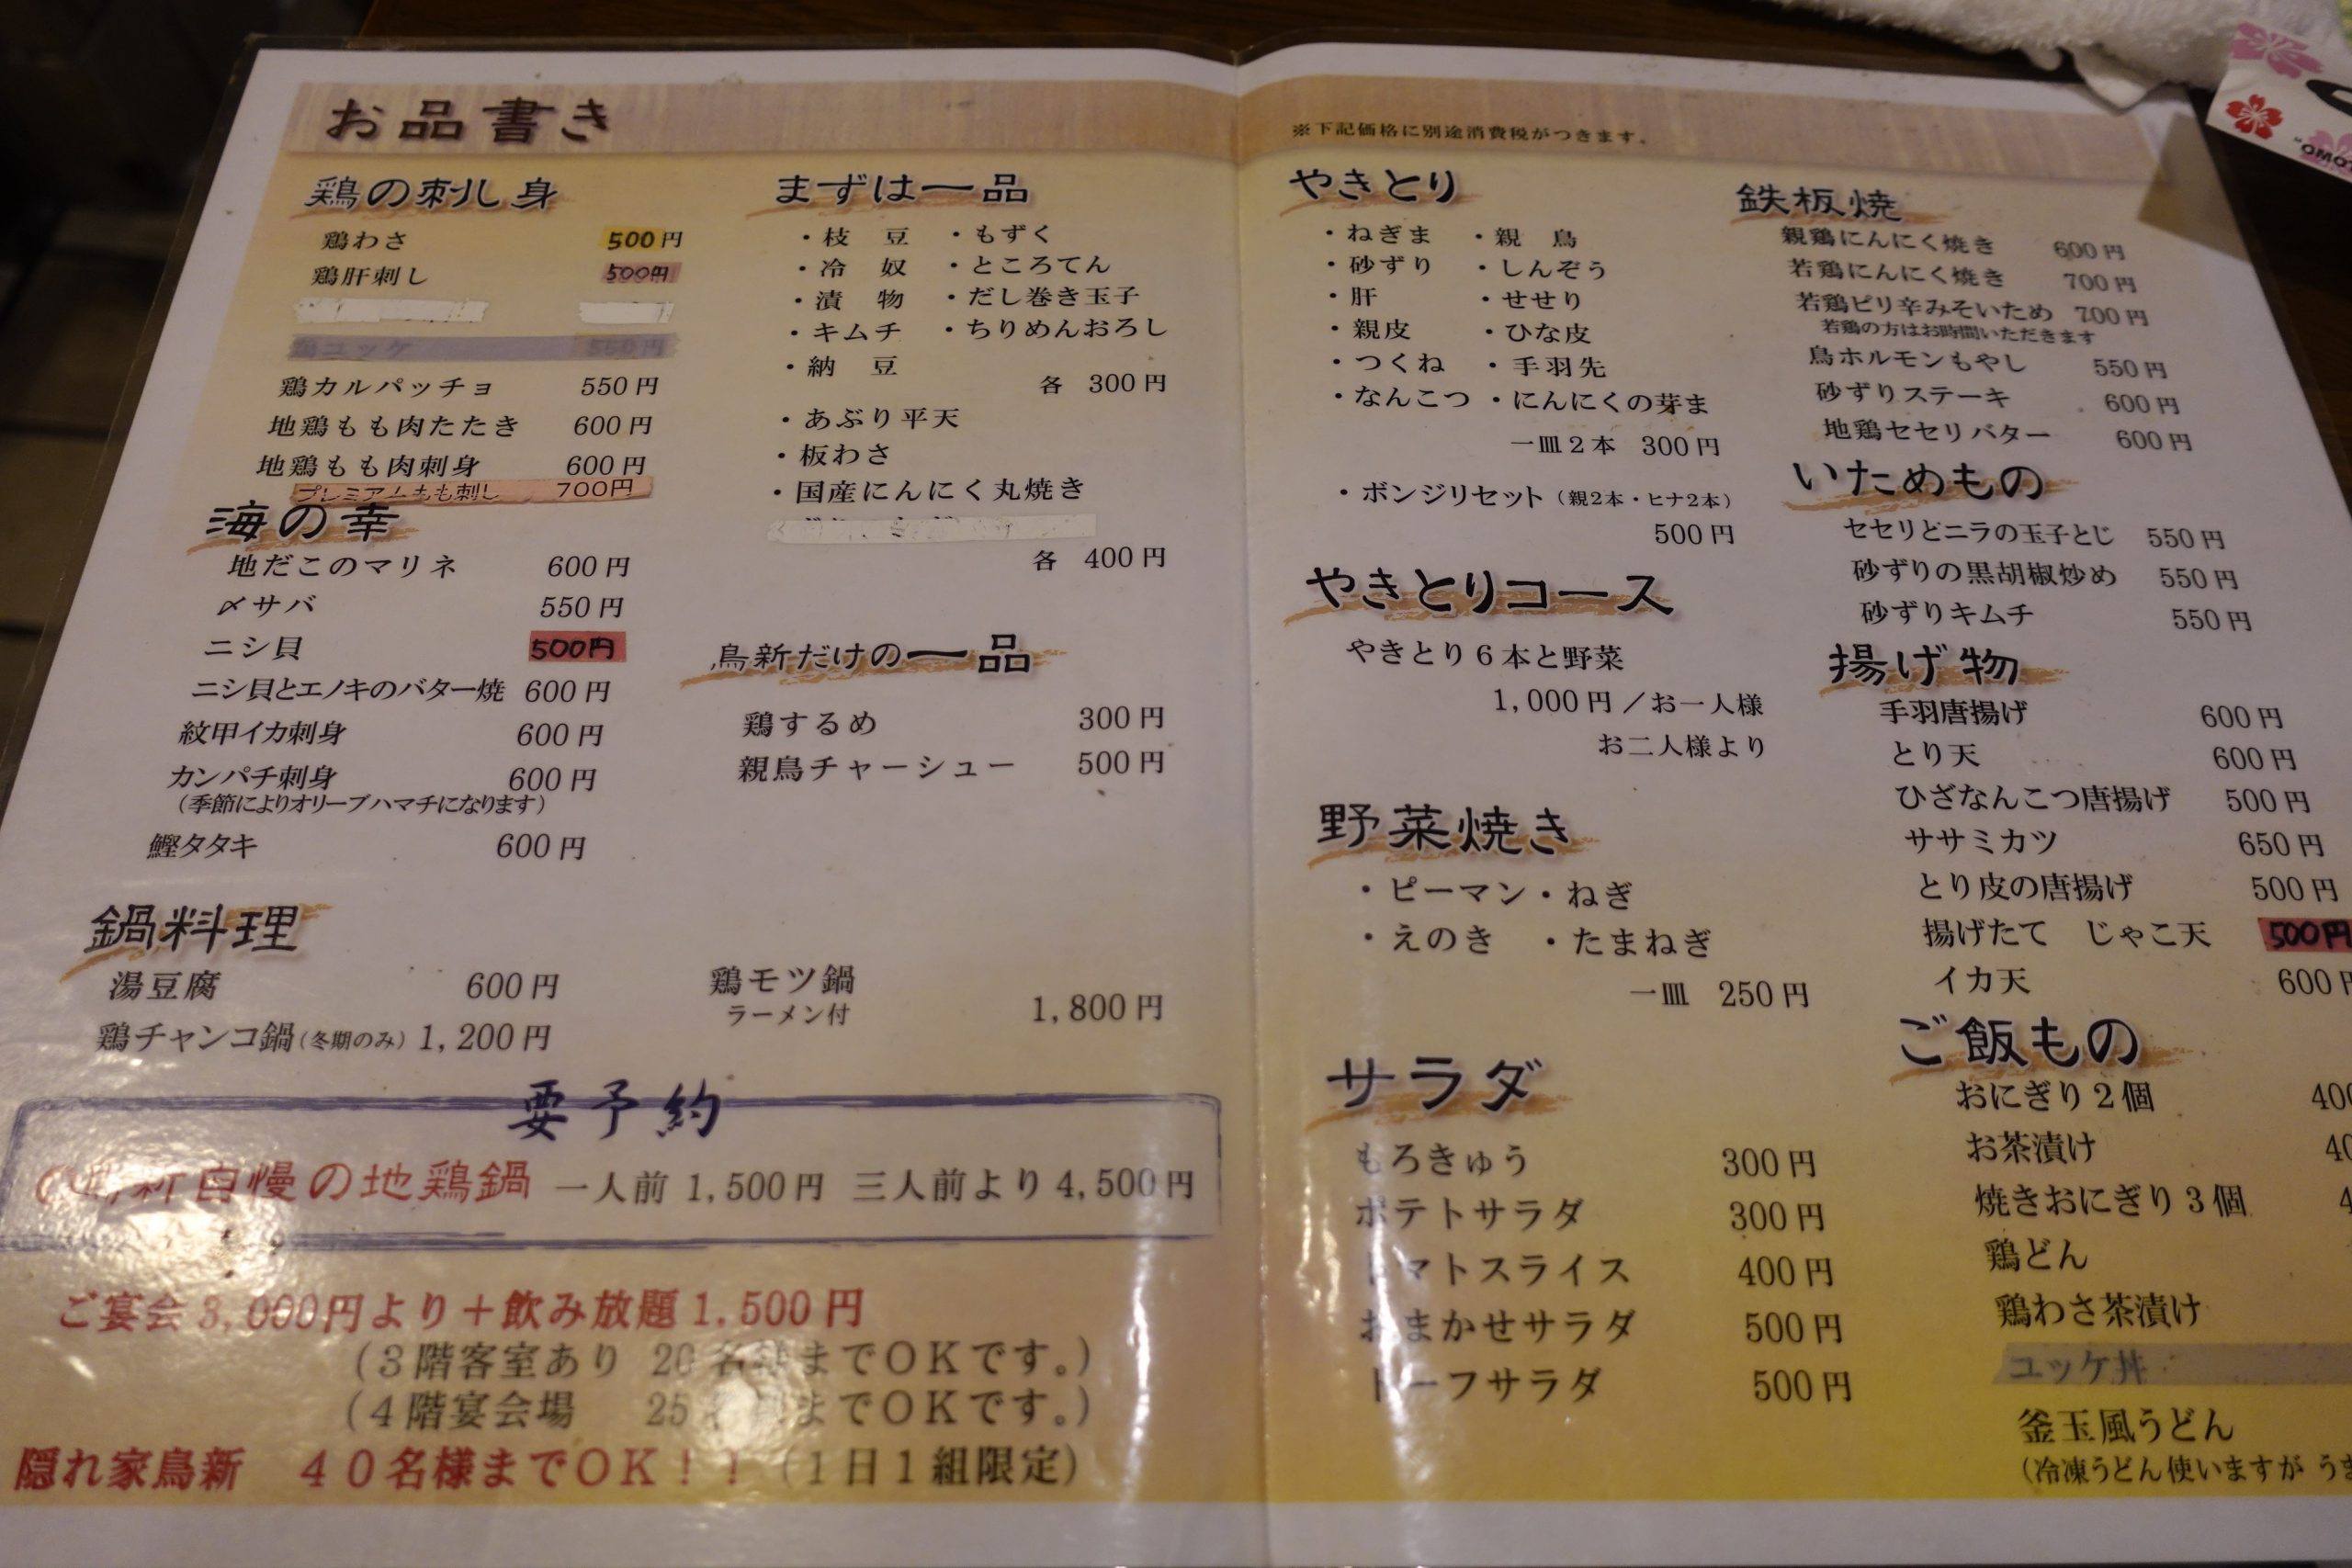 お品書き
鶏の刺し身
鶏わさ 500円
鶏肝刺し 500円
鶏ユッケ 550円
鶏カルパッチョ 550円
地鶏もも肉たたき 600円
地鶏もも肉刺身 600円
プレミアムもも刺し 700円
海の幸
地だこのマリネ 600円
〆サバ 550円
ニシ貝 500円
ニシ貝とエノキのバター焼 600円
紋甲イカ刺身 600円
カンパチ刺身 600円
（季節によりオリーブハマチになります）
鰹タタキ 600円
まずは一品
・枝 豆 ・もずく
・冷 奴 ・ところてん
・漬 物 ・だし巻き玉子
・キムチ ・ちりめんおろし
・納 豆
各 300円
・あぶり平天
・板わさ
・国産にんにく丸焼き
各 400円
鳥新だけの一品
鶏するめ 300円
親鳥チャーシュー 500円
鍋料理
湯豆腐 600円
鶏チャンコ鍋（冬期のみ）1,200円
鶏モツ鍋
ラーメン付 1,800円
要予約
新自慢の地鶏鍋 一人前 1,500円 三人前より 4,500円
ご宴会3,000円より＋飲み放題1,500円
（3階客室あり 20名様までOKです。）
（4階宴会場 25名様までOKです。）
隠れ家鳥新 40名様までOK！！（1日1組限定）
※下記価格に別途消費税がつきます。
やきとり
・ねぎま ・親 鳥
・砂ずり ・しんぞう
・肝 ・せせり
・親皮 ・ひな皮
・つくね ・手羽先
・なんこつ ・にんにくの芽ま
一皿2本 300円
・ボンジリセット（親2本・ヒナ2本）
500円
やきとりコース
やきとり6本と野菜
1,000円／お一人様
お二人様より
野菜焼き
・ピーマン ・ねぎ
・えのき ・たまねぎ
一皿 250円
サラダ
もろきゅう 300円
ポテトサラダ 300円
トマトスライス 400円
おまかせサラダ 500円
トーフサラダ 500円
鉄板焼
親鶏にんにく焼き 600円
若鶏にんにく焼き 700円
若鶏ピリ辛みそいため 700円
若鶏の方はお時間いただきます
鳥ホルモンもやし 550円
砂ずりステーキ 600円
地鶏セセリバター 600円
いためもの
セセリとニラの玉子とじ 550円
砂ずりの黒胡椒炒め 550円
砂ずりキムチ 550円
揚げ物
手羽唐揚げ 600円
とり天 600円
ひざなんこつ唐揚げ 500円
ササミカツ 650円
とり皮の唐揚げ 500円
揚げたて じゃこ天 500円
イカ天 600円
ご飯もの
おにぎり2個 400
お茶漬け 40
焼きおにぎり3個 4
鶏どん
鶏わさ茶漬け
ユッケ丼
釜玉風うどん
（冷凍うどん使いますが うま